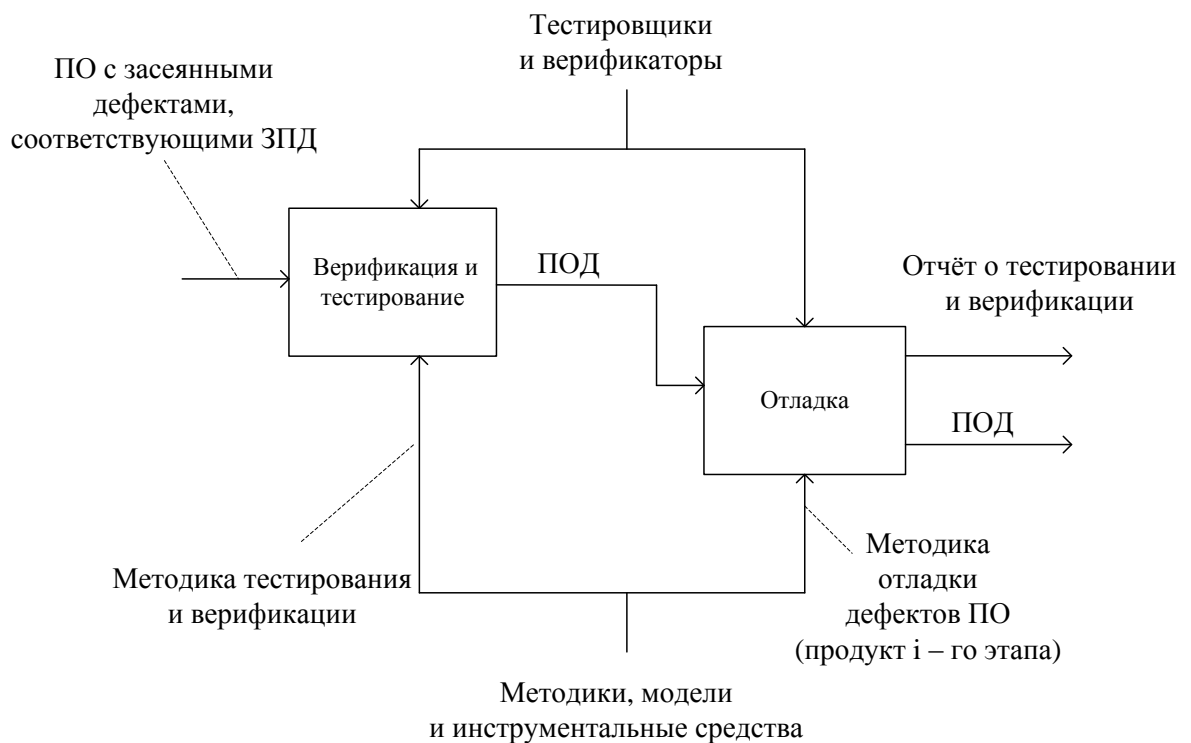 Тестировщики
и верификаторы
ПО с засеянными
дефектами,
соответствующими ЗПД
Верификация и
тестирование
ПОД
Отчёт о тестировании
и верификации
Отладка
ПОД
Методика тестирования
и верификации
Методика
отладки
дефектов ПО
(продукт i – го этапа)
Методики, модели
и инструментальные средства